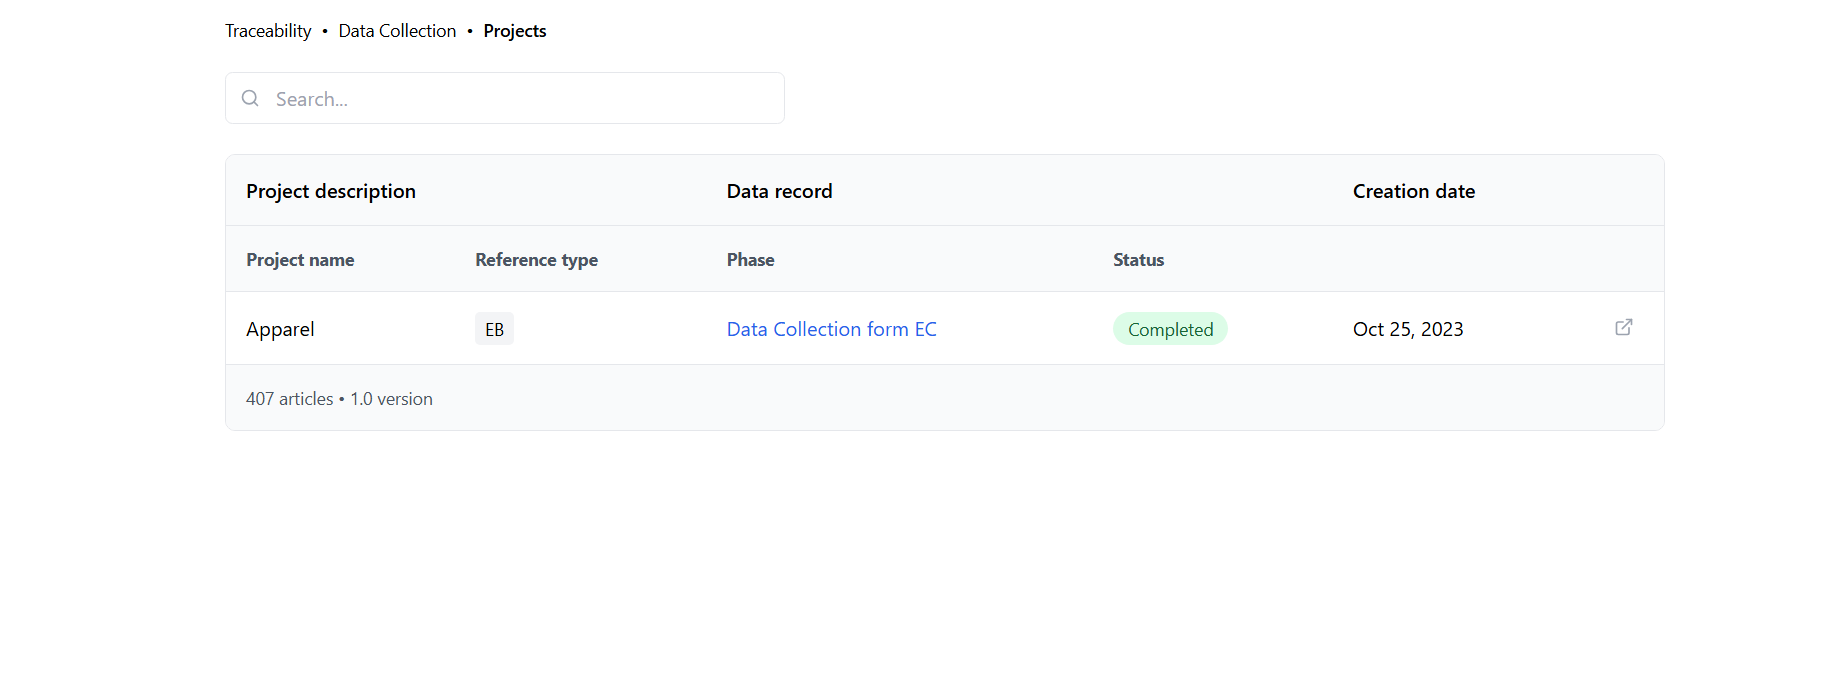 Traceability • Data Collection • Projects
Search...
Project description Data record Creation date
Project name Reference type Phase Status
Apparel EB Data Collection form EC Completed Oct 25, 2023
407 articles • 1.0 version